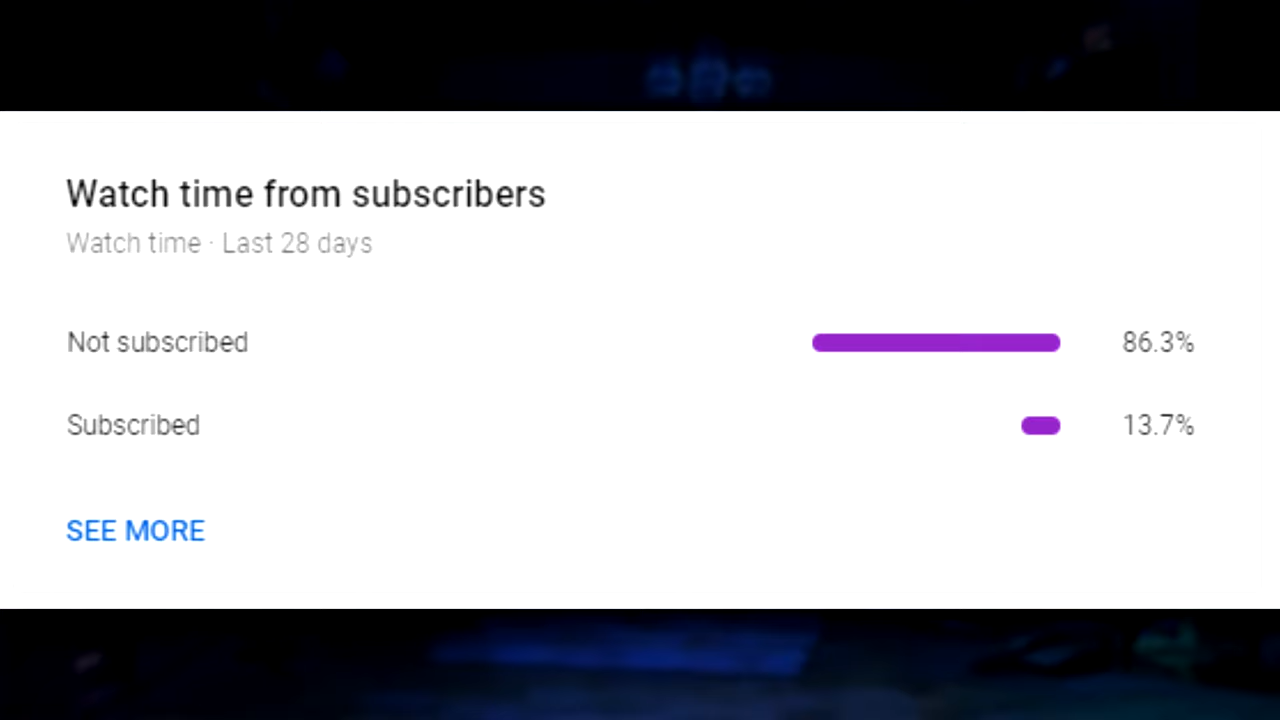 Watch time from subscribers
Watch time · Last 28 days
Not subscribed 86.3%
Subscribed 13.7%
SEE MORE